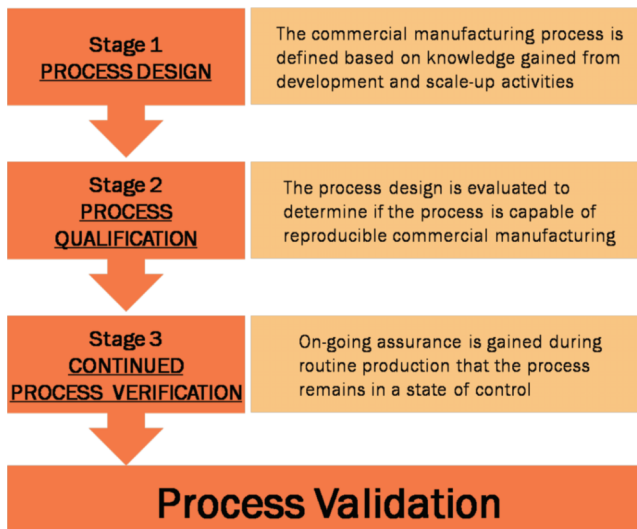 Stage 1
PROCESS DESIGN
The commercial manufacturing process is
defined based on knowledge gained from
development and scale-up activities
Stage 2
PROCESS
QUALIFICATION
The process design is evaluated to
determine if the process is capable of
reproducible commercial manufacturing
Stage 3
CONTINUED
PROCESS VERIFICATION
On-going assurance is gained during
routine production that the process
remains in a state of control
Process Validation